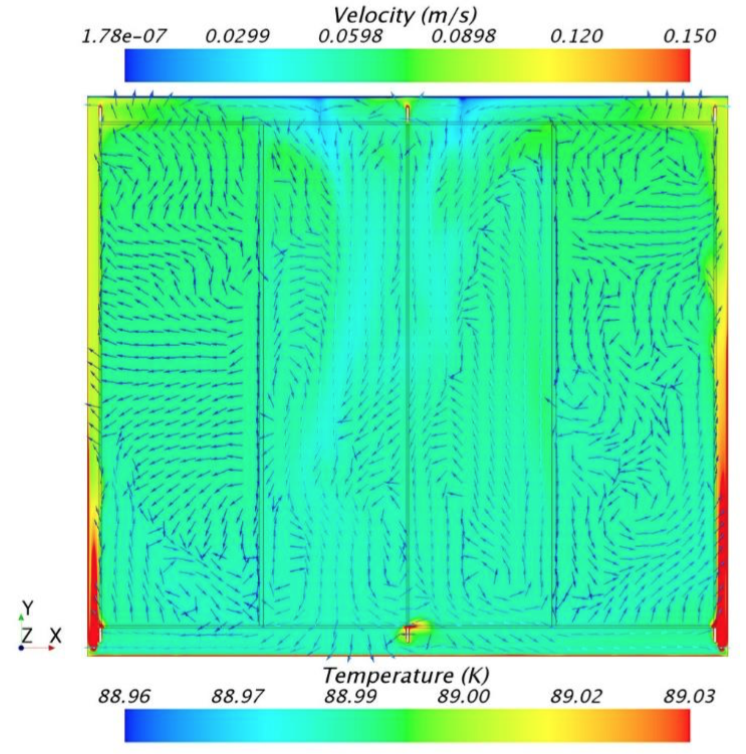 Velocity (m/s)
1.78e-07 0.0299 0.0598 0.0898 0.120 0.150
Y
Z X
Temperature (K)
88.96 88.97 88.99 89.00 89.02 89.03